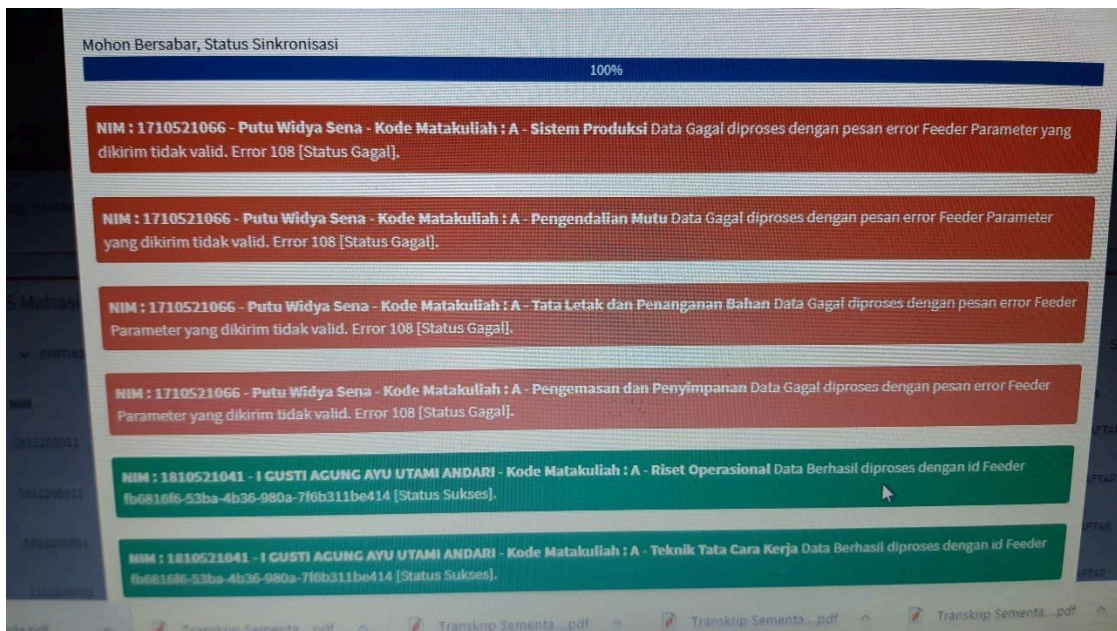 Mohon Bersabar, Status Sinkronisasi
100%
NIM : 1710521066 - Putu Widya Sena - Kode Matakuliah : A - Sistem Produksi Data Gagal diproses dengan pesan error Feeder Parameter yang
dikirim tidak valid. Error 108 [Status Gagal].
NIM : 1710521066 - Putu Widya Sena - Kode Matakuliah : A - Pengendalian Mutu Data Gagal diproses dengan pesan error Feeder Parameter
yang dikirim tidak valid. Error 108 [Status Gagal].
NIM : 1710521066 - Putu Widya Sena - Kode Matakuliah : A - Tata Letak dan Penanganan Bahan Data Gagal diproses dengan pesan error Feeder
Parameter yang dikirim tidak valid. Error 108 [Status Gagal].
NIM : 1710521066 - Putu Widya Sena - Kode Matakuliah : A - Pengemasan dan Penyimpanan Data Gagal diproses dengan pesan error Feeder
Parameter yang dikirim tidak valid. Error 108 [Status Gagal].
NIM : 1810521041 - I GUSTI AGUNG AYU UTAMI ANDARI - Kode Matakuliah : A - Riset Operasional Data Berhasil diproses dengan id Feeder
fb6816f6-53ba-4b36-980a-7f6b311be414 [Status Sukses].
NIM : 1810521041 - I GUSTI AGUNG AYU UTAMI ANDARI - Kode Matakuliah : A - Teknik Tata Cara Kerja Data Berhasil diproses dengan id Feeder
fb6816f6-53ba-4b36-980a-7f6b311be414 [Status Sukses].
entries
NIM
Transkrip Sementa....pdf
Transkrip Sementa....pdf
Transkrip Sementa....pdf
Transkrip Sementa....pdf